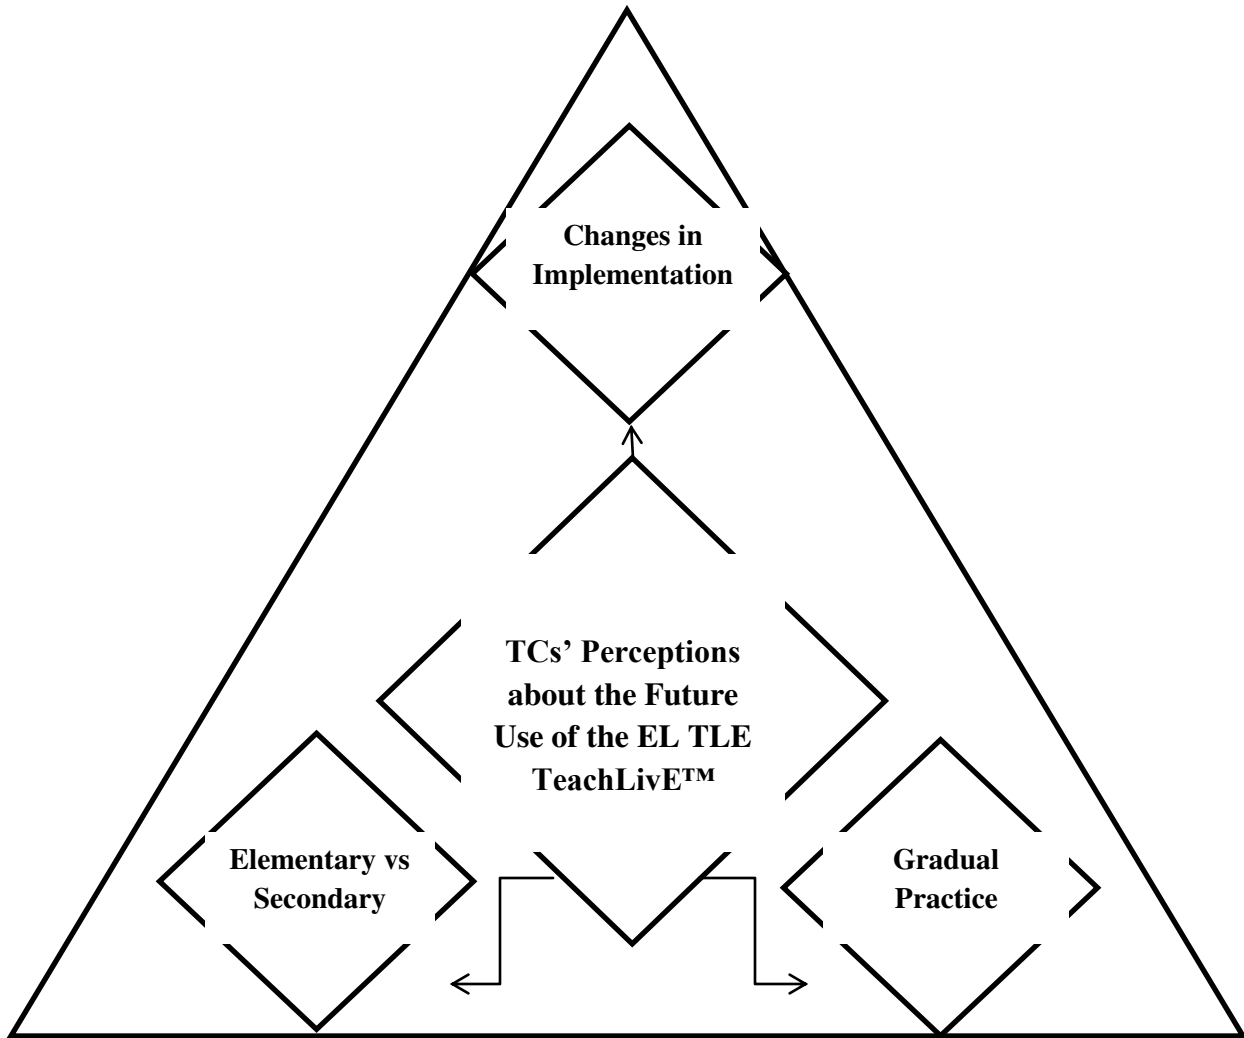 Changes in
Implementation
TCs’ Perceptions
about the Future
Use of the EL TLE
TeachLivE™
Elementary vs
Secondary
Gradual
Practice